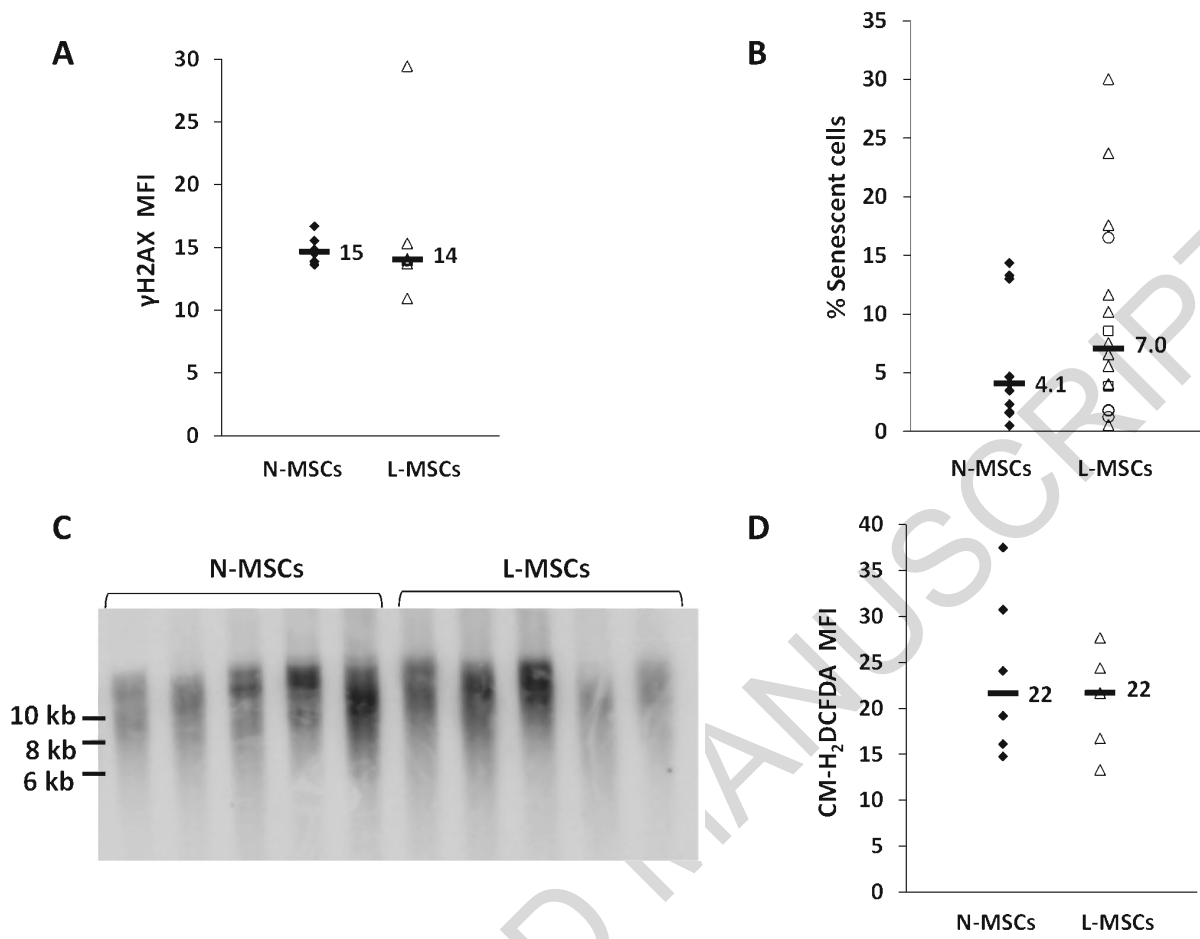 A
γH2AX MFI
30
25
20
15
10
5
0
15
14
N-MSCs L-MSCs
B
% Senescent cells
35
30
25
20
15
10
5
0
4.1
7.0
N-MSCs L-MSCs
C
N-MSCs L-MSCs
10 kb
8 kb
6 kb
D
CM-H₂DCFDA MFI
40
35
30
25
20
15
10
5
0
22
22
N-MSCs L-MSCs
D MANUSCRIPT